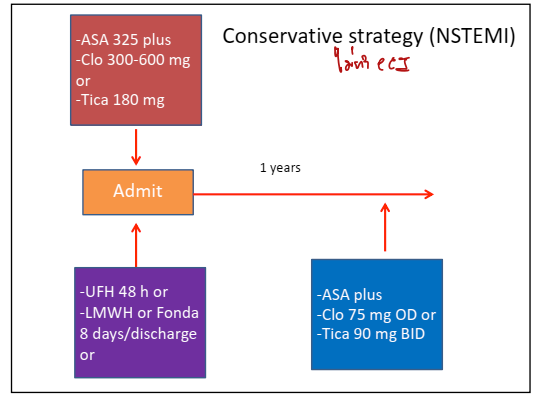 Conservative strategy (NSTEMI)
ไม่ทำ PCI
-ASA 325 plus
-Clo 300-600 mg
or
-Tica 180 mg
Admit
1 years
-UFH 48 h or
-LMWH or Fonda
8 days/discharge
or
-ASA plus
-Clo 75 mg OD or
-Tica 90 mg BID